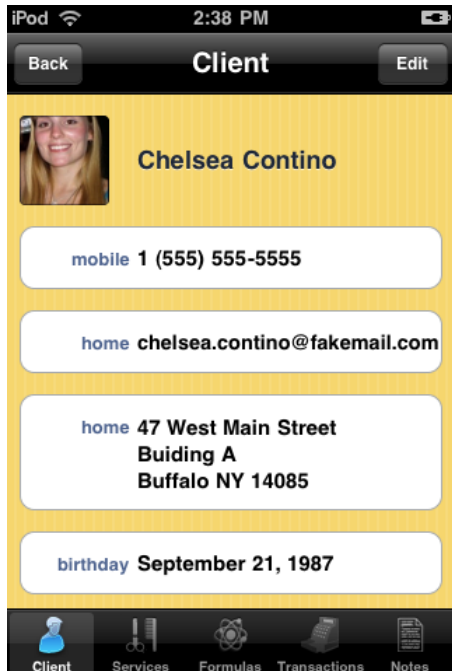 iPod 2:38 PM
Back Client Edit
Chelsea Contino
mobile 1 (555) 555-5555
home chelsea.contino@fakemail.com
home 47 West Main Street
Buiding A
Buffalo NY 14085
birthday September 21, 1987
Client Services Formulas Transactions Notes